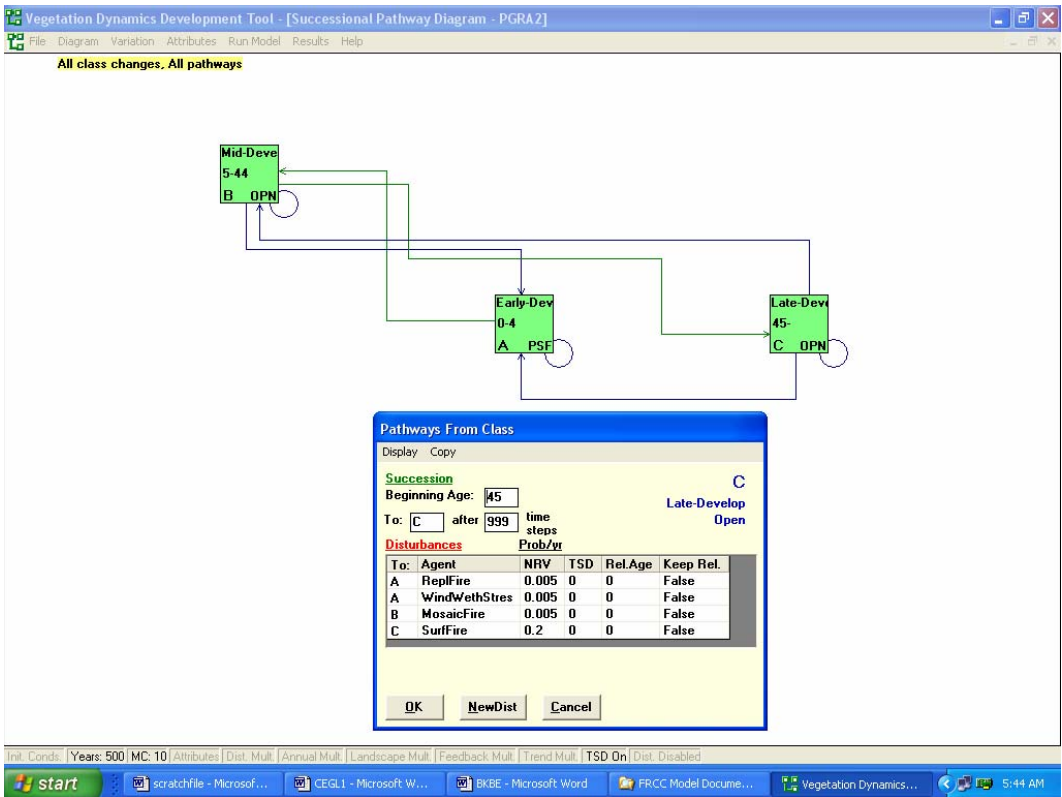 Vegetation Dynamics Development Tool - [Successional Pathway Diagram - PGRA2]
File Diagram Variation Attributes Run Model Results Help
All class changes, All pathways
Mid-Deve
5-44
B OPN
Early-Dev
0-4
A PSF
Late-Deve
45-
C OPN
Pathways From Class
Display Copy
Succession
C
Beginning Age: 45
Late-Develop
To: C after 999 time steps
Open
Disturbances Prob/yr
To: Agent NRV TSD Rel.Age Keep Rel.
A ReplFire 0.005 0 0 False
A WindWethStres 0.005 0 0 False
B MosaicFire 0.005 0 0 False
C SurfFire 0.2 0 0 False
OK NewDist Cancel
Init. Conds. Years: 500 MC: 10 Attributes Dist. Mult. Annual Mult. Landscape Mult. Feedback Mult. Trend Mult. TSD On Dist. Disabled
start scratchfile - Microsof... CEGL1 - Microsoft W... BKBE - Microsoft Word FRCC Model Docume... Vegetation Dynamics... 5:44 AM